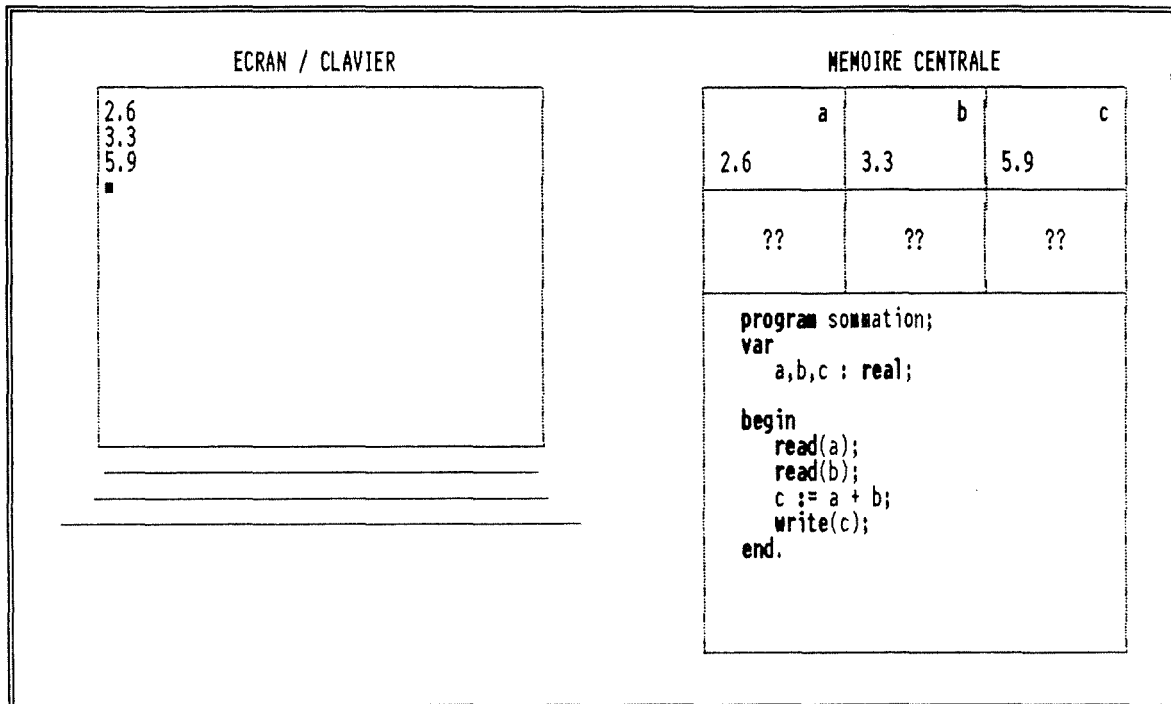 ECRAN / CLAVIER
2.6
3.3
5.9
MEMOIRE CENTRALE
a b c
2.6 3.3 5.9
?? ?? ??
program sommation;
var
a,b,c : real;
begin
read(a);
read(b);
c := a + b;
write(c);
end.